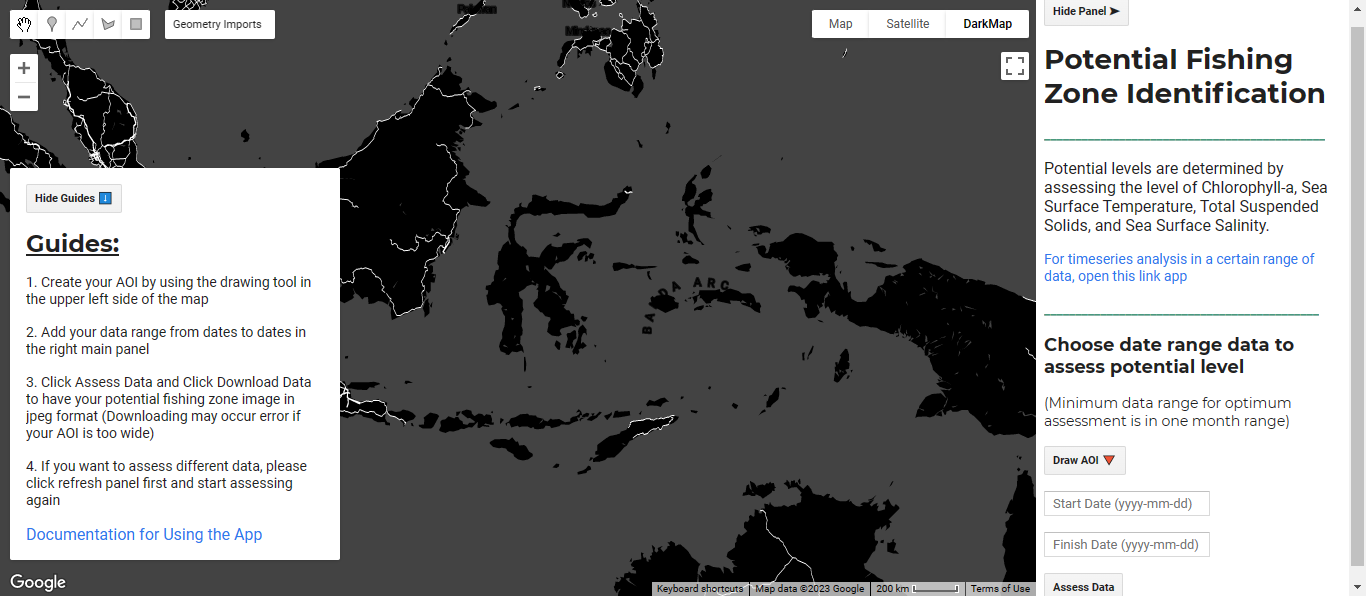 Geometry Imports
Map
Satellite
DarkMap
Hide Guides
Guides:
1. Create your AOI by using the drawing tool in
the upper left side of the map
2. Add your data range from dates to dates in
the right main panel
3. Click Assess Data and Click Download Data
to have your potential fishing zone image in
jpeg format (Downloading may occur error if
your AOI is too wide)
4. If you want to assess different data, please
click refresh panel first and start assessing
again
Documentation for Using the App
BANDA ARC
Google
Keyboard shortcuts
Map data ©2023 Google
200 km
Terms of Use
Hide Panel ➤
Potential Fishing
Zone Identification
Potential levels are determined by
assessing the level of Chlorophyll-a, Sea
Surface Temperature, Total Suspended
Solids, and Sea Surface Salinity.
For timeseries analysis in a certain range of
data, open this link app
Choose date range data to
assess potential level
(Minimum data range for optimum
assessment is in one month range)
Draw AOI 🔻
Start Date (yyyy-mm-dd)
Finish Date (yyyy-mm-dd)
Assess Data